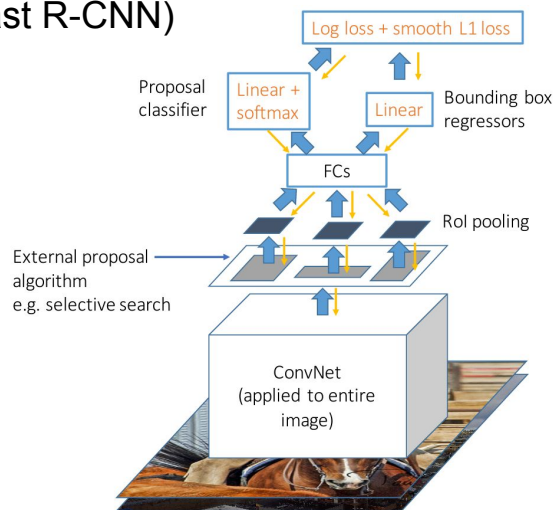 ast R-CNN)
Log loss + smooth L1 loss
Proposal
classifier
Linear +
softmax
Linear
Bounding box
regressors
FCs
RoI pooling
External proposal
algorithm
e.g. selective search
ConvNet
(applied to entire
image)